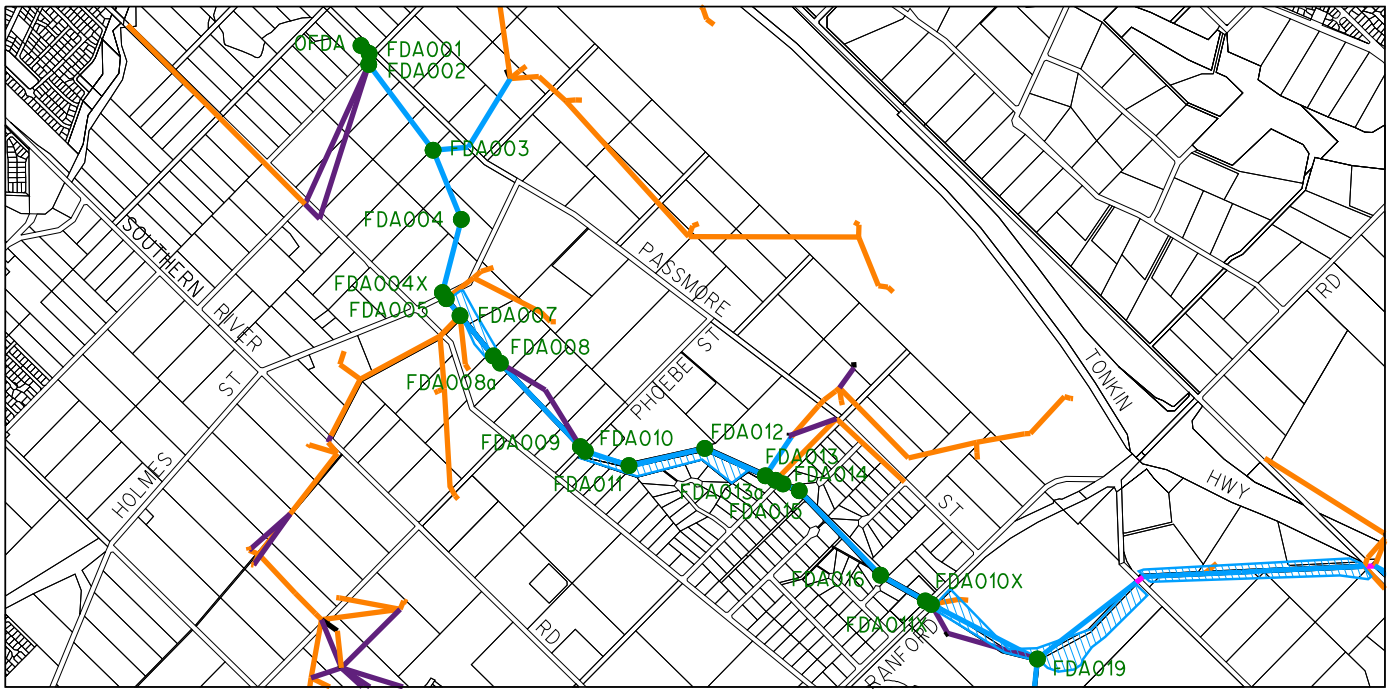 OFDA
FDA001
FDA002
FDA003
FDA004
FDA004X
FDA005
FDA007
FDA008
FDA008a
FDA009
FDA010
FDA011
FDA012
FDA013
FDA013a
FDA014
FDA015
FDA016
FDA010X
FDA011X
FDA019
SOUTHERN
RIVER
RD
HOLMES
ST
PASSMORE
ST
PHOEBE ST
TONKIN
HWY
RD
RANFORD